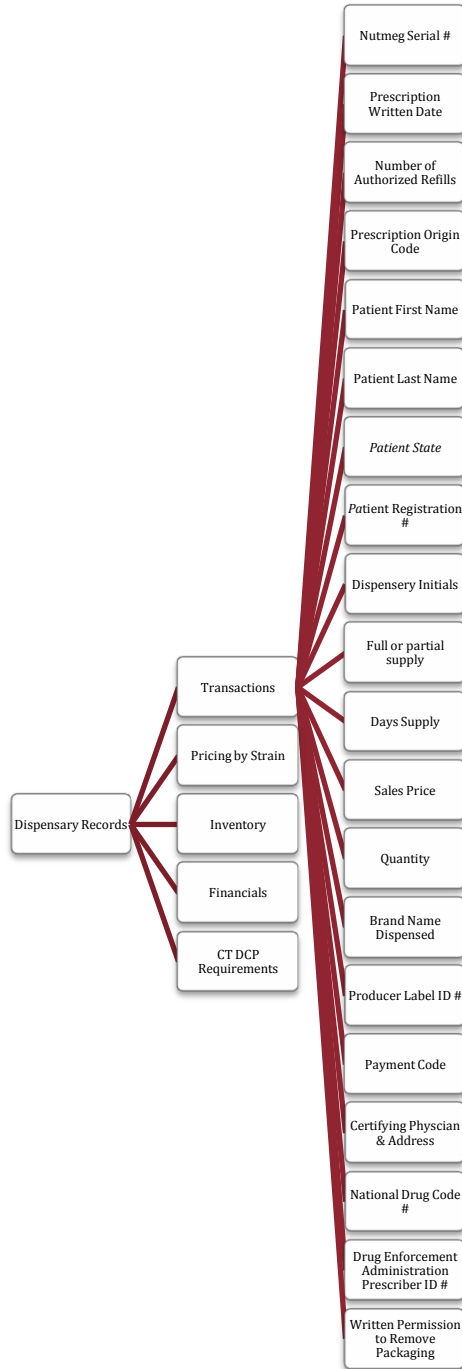 Nutmeg Serial #
Prescription
Written Date
Number of
Authorized Refills
Prescription Origin
Code
Patient First Name
Patient Last Name
Patient State
Patient Registration
#
Dispensery Initials
Full or partial
supply
Days Supply
Sales Price
Quantity
Brand Name
Dispensed
Producer Label ID #
Payment Code
Certifying Physcian
& Address
National Drug Code
#
Drug Enforcement
Administration
Prescriber ID #
Written Permission
to Remove
Packaging
Transactions
Pricing by Strain
Inventory
Financials
CT DCP
Requirements
Dispensary Records